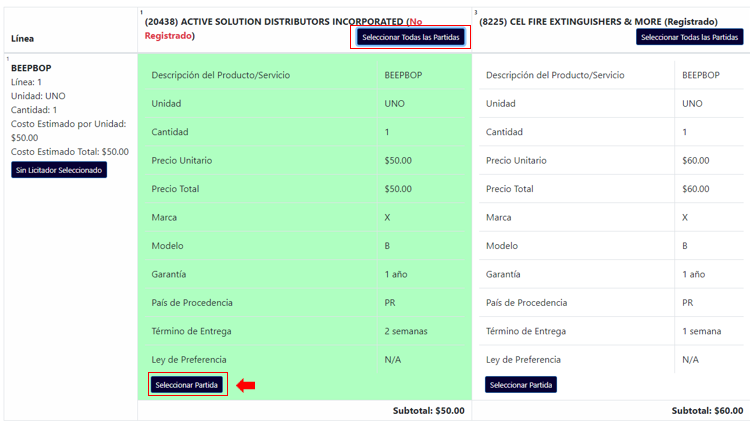 Línea
1
(20438) ACTIVE SOLUTION DISTRIBUTORS INCORPORATED (No
Registrado)
Seleccionar Todas las Partidas
3
(8225) CEL FIRE EXTINGUISHERS & MORE (Registrado)
Seleccionar Todas las Partidas
1
BEEPBOP
Línea: 1
Unidad: UNO
Cantidad: 1
Costo Estimado por Unidad:
$50.00
Costo Estimado Total: $50.00
Sin Licitador Seleccionado
Descripción del Producto/Servicio BEEPBOP
Unidad UNO
Cantidad 1
Precio Unitario $50.00
Precio Total $50.00
Marca X
Modelo B
Garantía 1 año
País de Procedencia PR
Término de Entrega 2 semanas
Ley de Preferencia N/A
Seleccionar Partida
Subtotal: $50.00
Descripción del Producto/Servicio BEEPBOP
Unidad UNO
Cantidad 1
Precio Unitario $60.00
Precio Total $60.00
Marca X
Modelo B
Garantía 1 año
País de Procedencia PR
Término de Entrega 1 semana
Ley de Preferencia N/A
Seleccionar Partida
Subtotal: $60.00